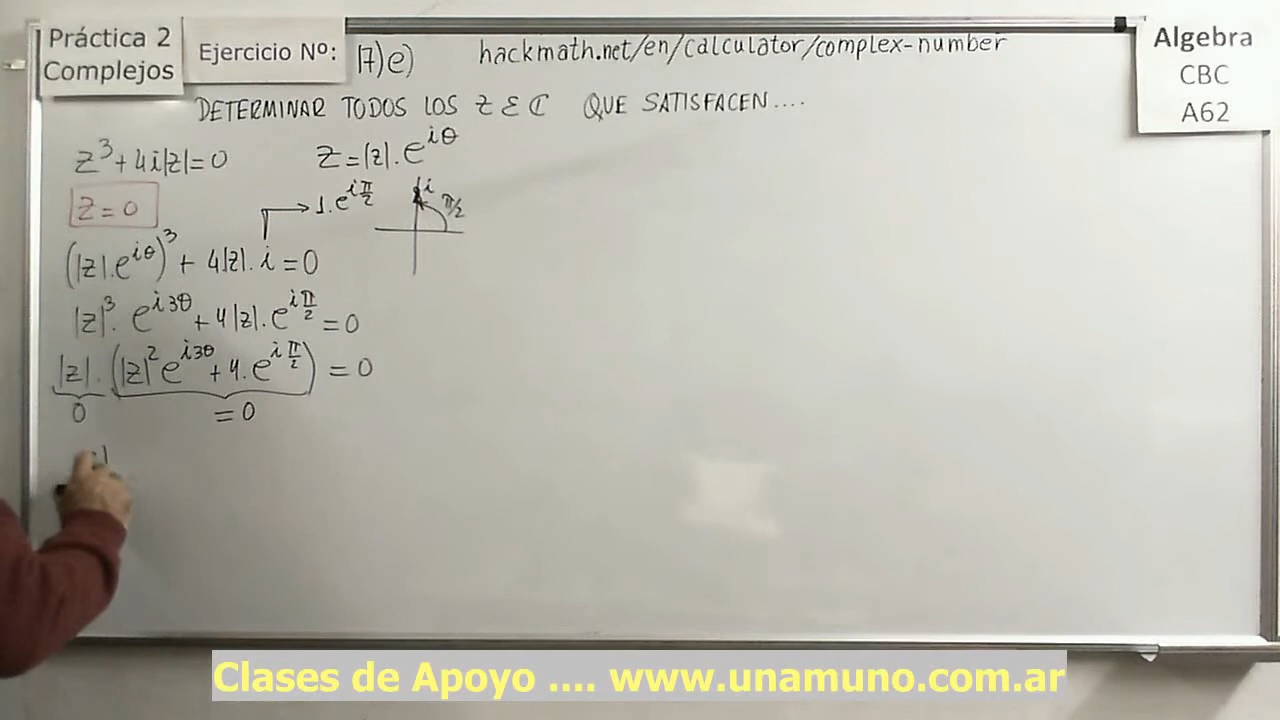 Práctica 2
Complejos
Ejercicio Nº:
17)e)
hackmath.net/en/calculator/complex-number
Algebra
CBC
A62
DETERMINAR TODOS LOS Z ε ℂ QUE SATISFACEN....
z³+4i|z|=0
Z=|z|.e^{iθ}
Z=0
1.e^{iπ/2}
i
π/2
(|z|.e^{iθ})³ + 4|z|.i=0
|z|³.e^{i3θ}+4|z|.e^{iπ/2}=0
|z|.(|z|²e^{i3θ}+4.e^{iπ/2})=0
0
=0
Clases de Apoyo .... www.unamuno.com.ar